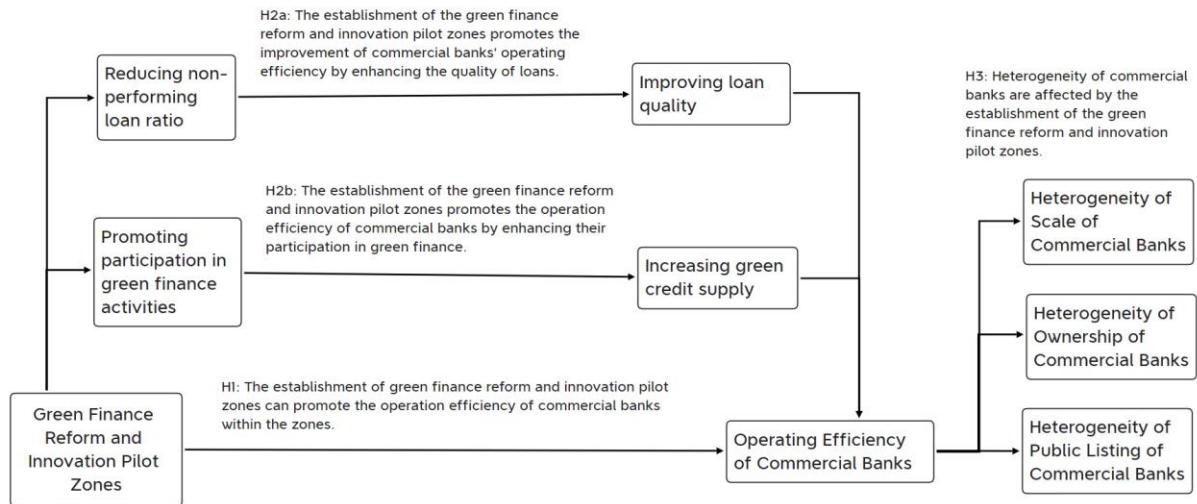 H2a: The establishment of the green finance
reform and innovation pilot zones promotes the
improvement of commercial banks' operating
efficiency by enhancing the quality of loans.
Reducing non-
performing
loan ratio
Improving loan
quality
H3: Heterogeneity of commercial
banks are affected by the
establishment of the green
finance reform and innovation
pilot zones.
H2b: The establishment of the green finance reform
and innovation pilot zones promotes the operation
efficiency of commercial banks by enhancing their
participation in green finance.
Promoting
participation in
green finance
activities
Increasing green
credit supply
Heterogeneity of
Scale of
Commercial Banks
Heterogeneity of
Ownership of
Commercial Banks
H1: The establishment of green finance reform and innovation pilot
zones can promote the operation efficiency of commercial banks
within the zones.
Green Finance
Reform and
Innovation Pilot
Zones
Operating Efficiency
of Commercial Banks
Heterogeneity of
Public Listing of
Commercial Banks